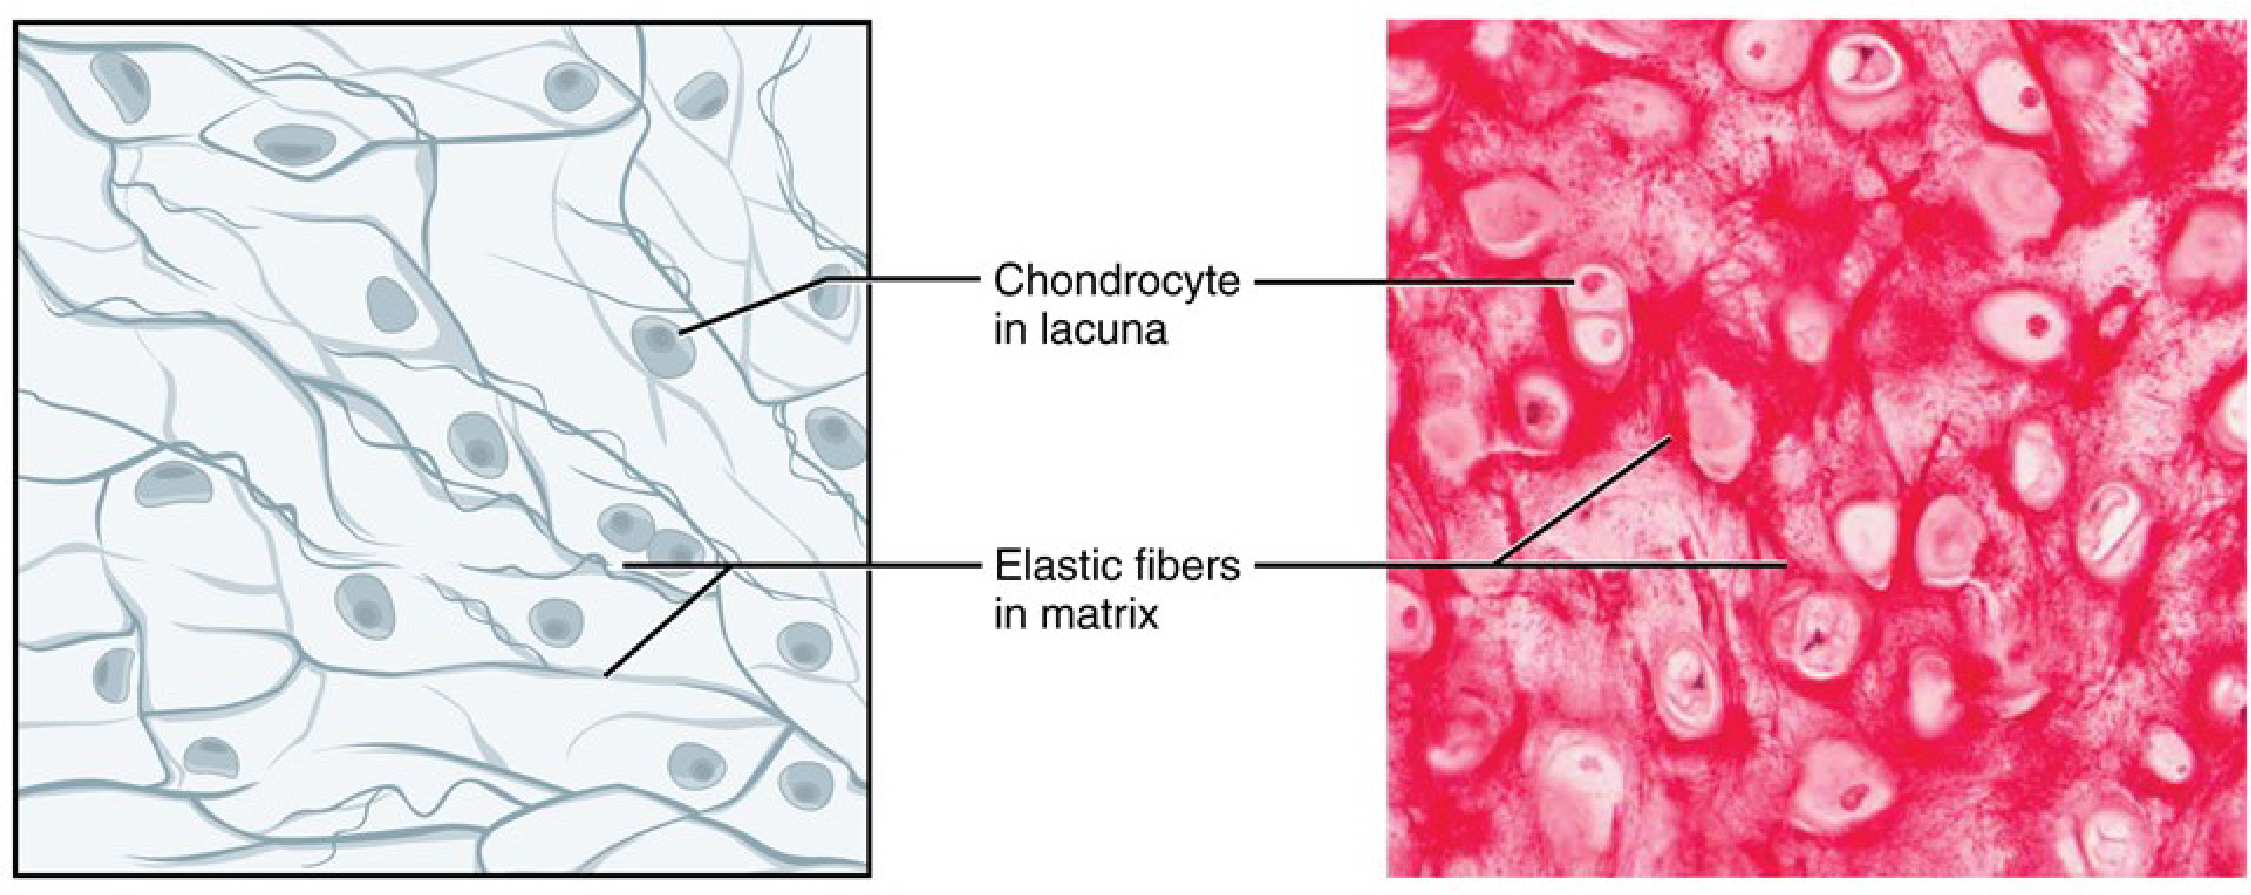 Chondrocyte
in lacuna
Elastic fibers
in matrix